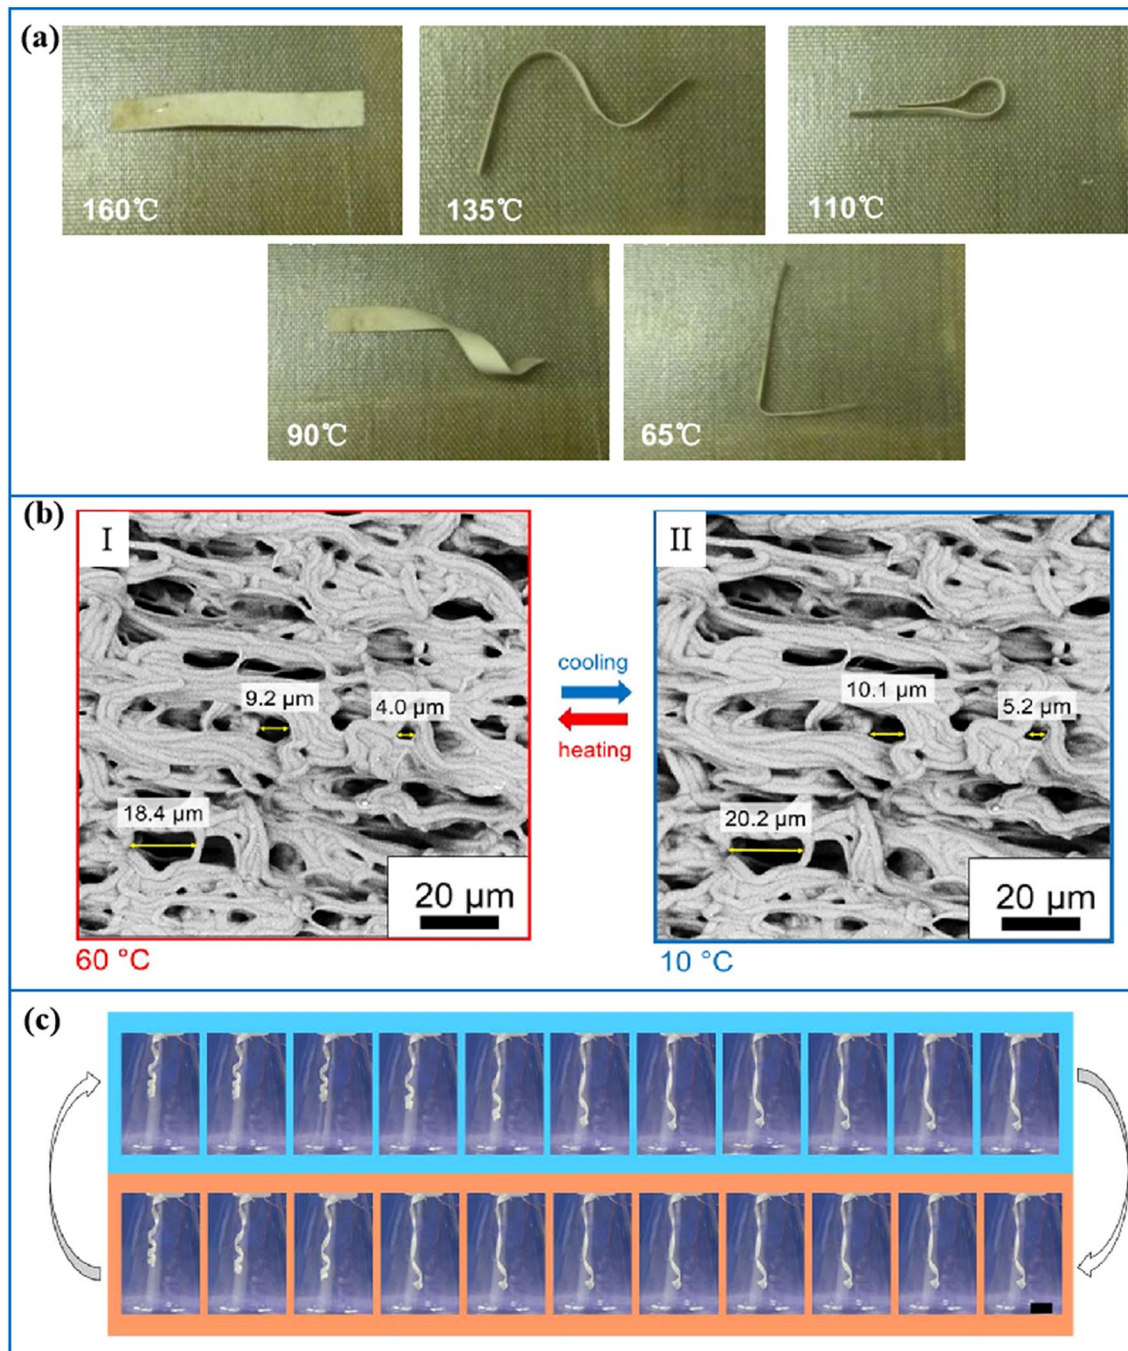 (a)
160℃
135℃
110℃
90℃
65℃
(b)
I
II
9.2 µm
4.0 µm
18.4 µm
20 µm
cooling
heating
10.1 µm
5.2 µm
20.2 µm
20 µm
60 °C
10 °C
(c)